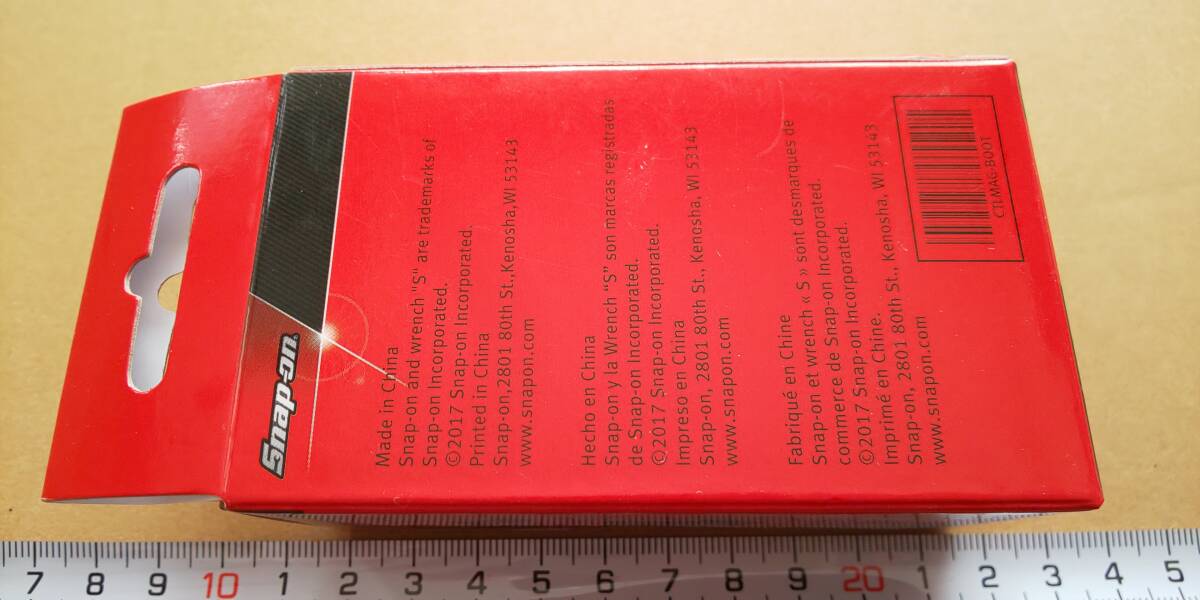 Snap-on
Made in China
Snap-on and wrench "S" are trademarks of
Snap-on Incorporated.
©2017 Snap-on Incorporated.
Printed in China
Snap-on,2801 80th St.,Kenosha,WI 53143
www.snapon.com
Hecho en China
Snap-on y la Wrench "S" son marcas registradas
de Snap-on Incorporated.
©2017 Snap-on Incorporated.
Impreso en China
Snap-on, 2801 80th St., Kenosha, WI 53143
www.snapon.com
Fabriqué en Chine
Snap-on et wrench « S » sont desmarques de
commerce de Snap-on Incorporated.
©2017 Snap-on Incorporated.
Imprimé en Chine.
Snap-on, 2801 80th St., Kenosha, WI 53143
www.snapon.com
CTLMAG-BOOT
7 8 9 10 1 2 3 4 5 6 7 8 9 20 1 2 3 4 5